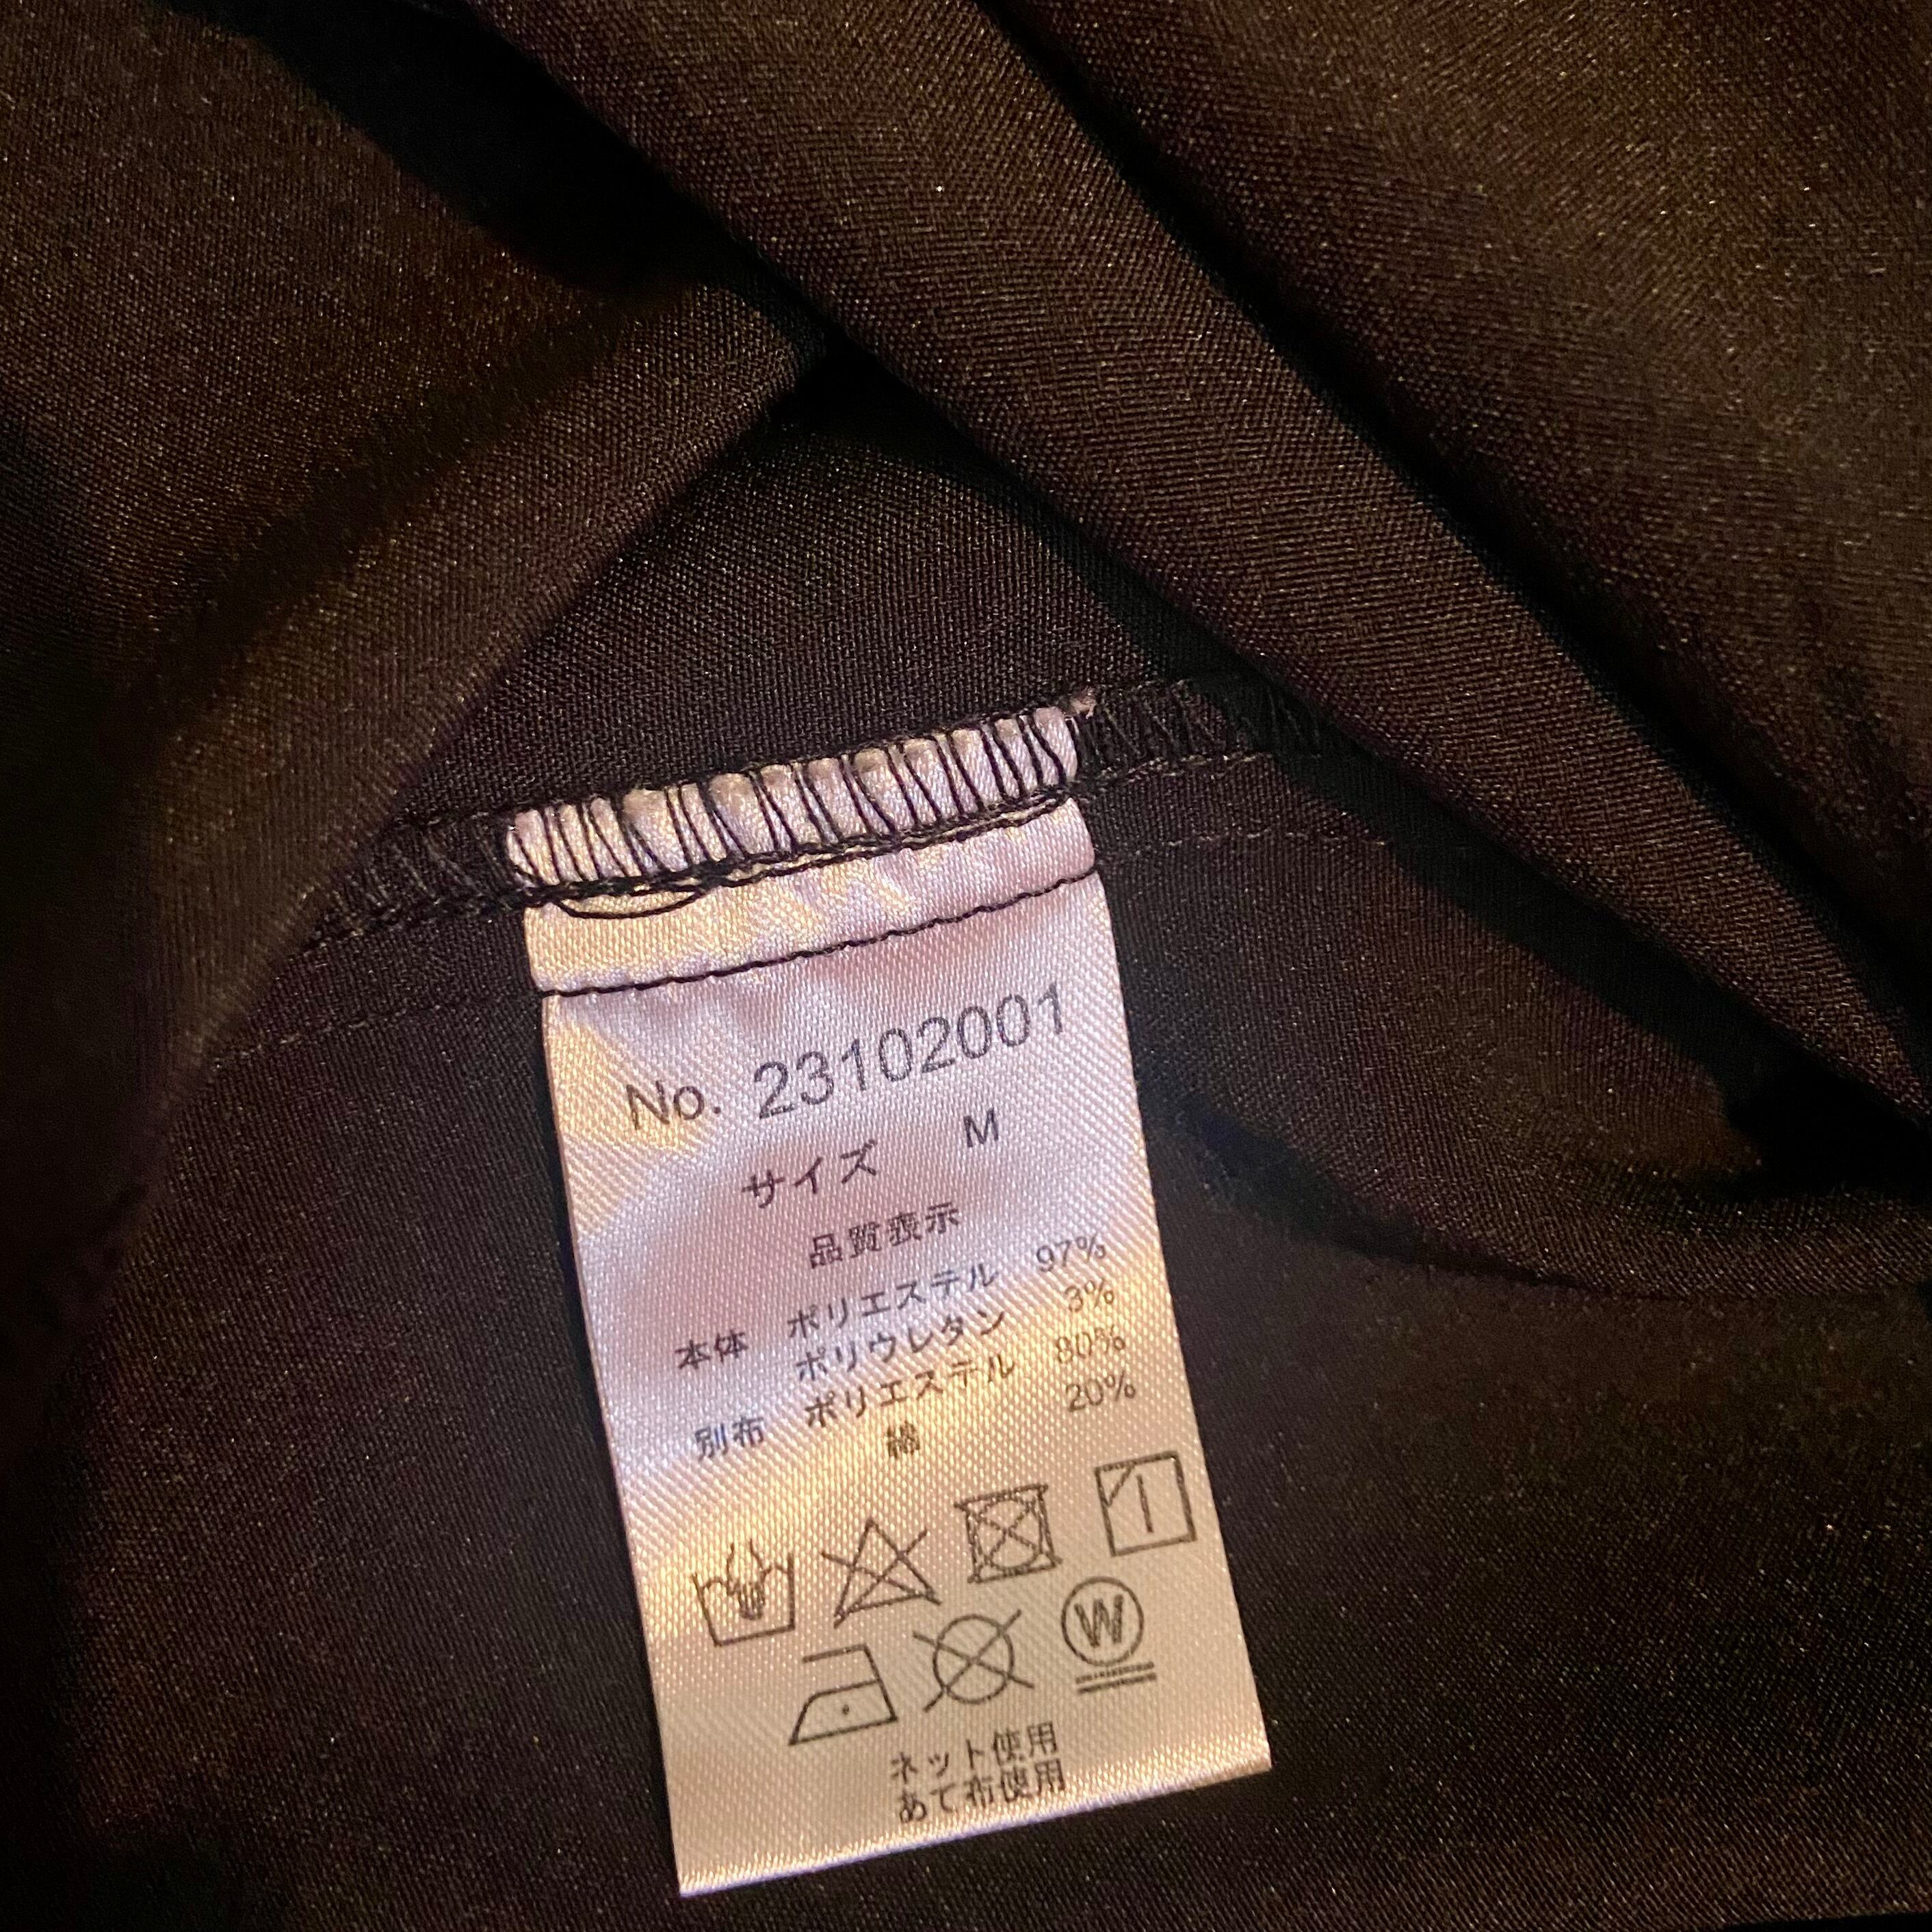 No. 23102001
サイズ M
品質表示
本体 ポリエステル 97%
ポリウレタン 3%
別布 ポリエステル 80%
綿 20%
W
ネット使用
あて布使用